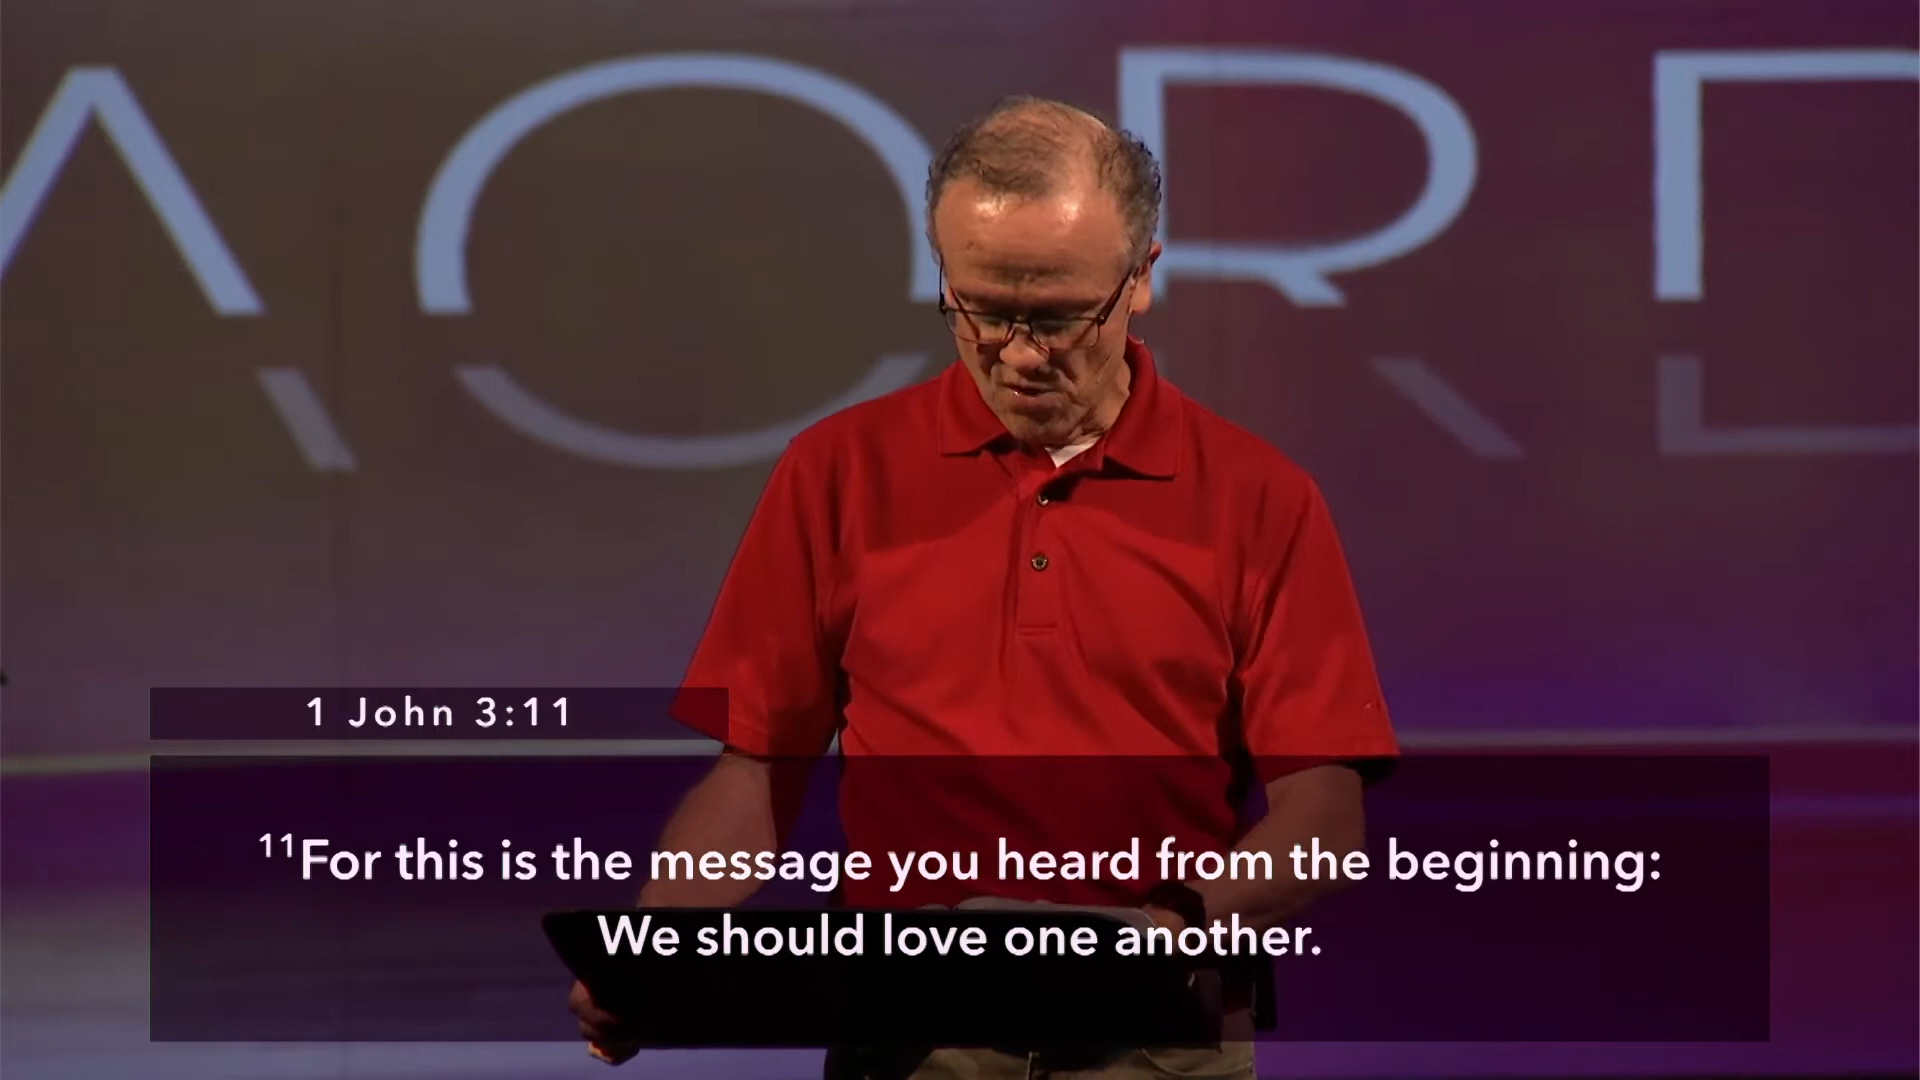 AORD
1 John 3:11
11For this is the message you heard from the beginning:
We should love one another.